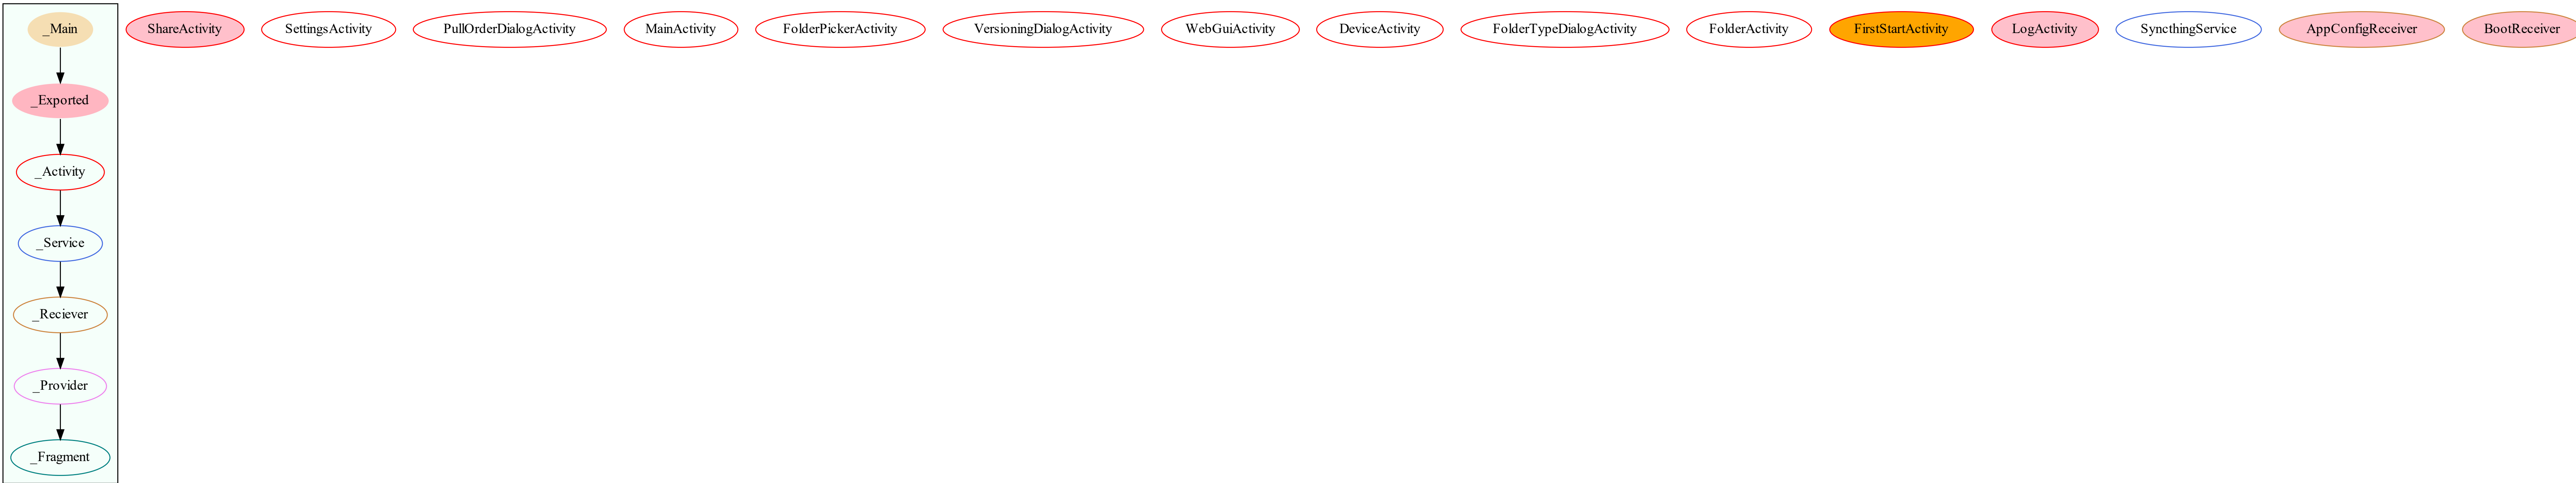 _Main
_Exported
_Activity
_Service
_Reciever
_Provider
_Fragment
ShareActivity
SettingsActivity
PullOrderDialogActivity
MainActivity
FolderPickerActivity
VersioningDialogActivity
WebGuiActivity
DeviceActivity
FolderTypeDialogActivity
FolderActivity
FirstStartActivity
LogActivity
SyncthingService
AppConfigReceiver
BootReceiver